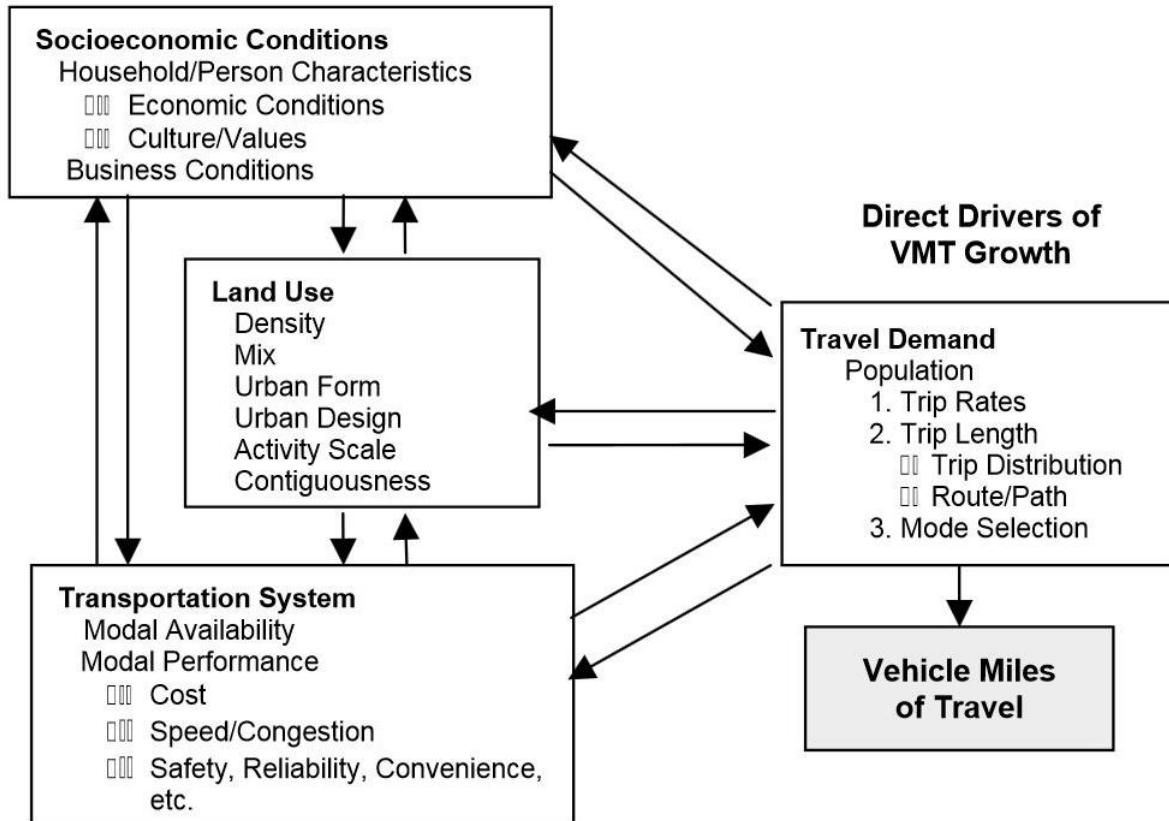 Socioeconomic Conditions
Household/Person Characteristics
Economic Conditions
Culture/Values
Business Conditions
Land Use
Density
Mix
Urban Form
Urban Design
Activity Scale
Contiguousness
Transportation System
Modal Availability
Modal Performance
Cost
Speed/Congestion
Safety, Reliability, Convenience,
etc.
Direct Drivers of
VMT Growth
Travel Demand
Population
1. Trip Rates
2. Trip Length
Trip Distribution
Route/Path
3. Mode Selection
Vehicle Miles
of Travel